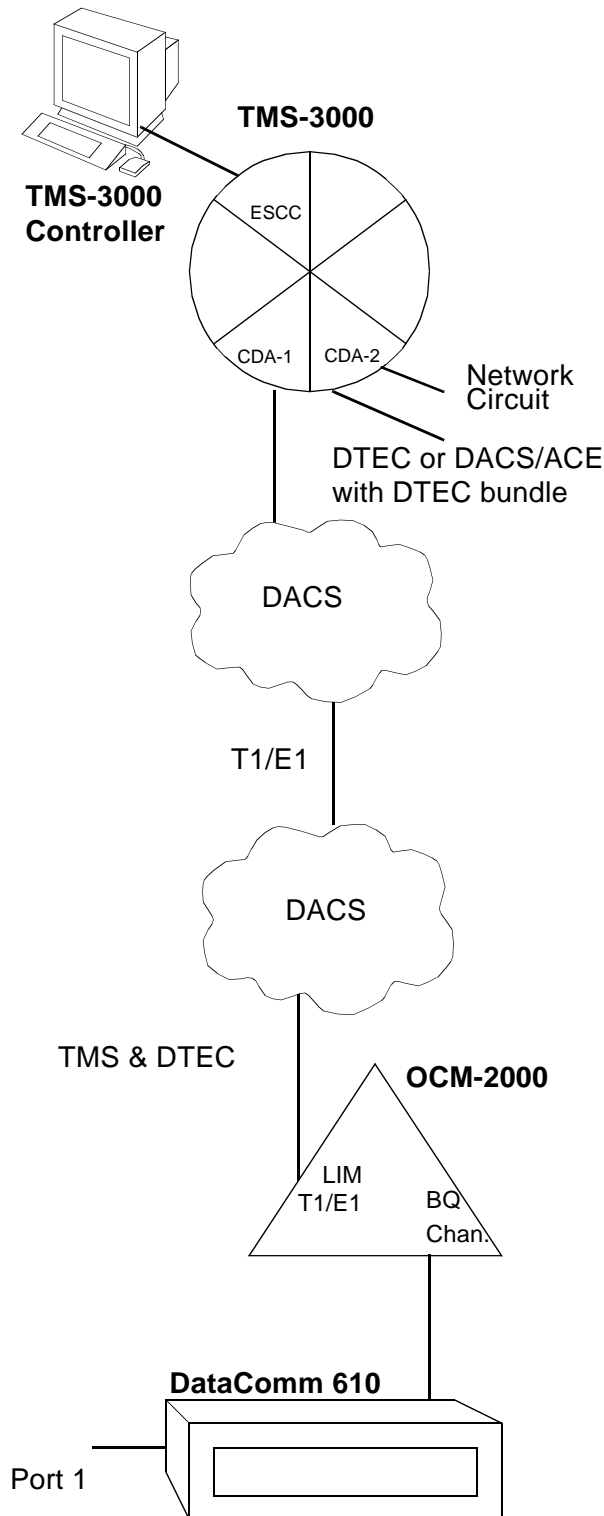 TMS-3000
TMS-3000
Controller
ESCC
CDA-1
CDA-2
Network
Circuit
DTEC or DACS/ACE
with DTEC bundle
DACS
T1/E1
DACS
TMS & DTEC
OCM-2000
LIM
T1/E1
BQ
Chan.
DataComm 610
Port 1